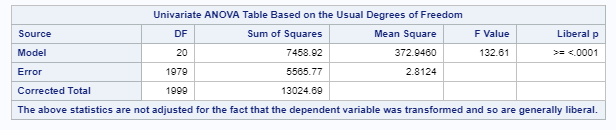 Univariate ANOVA Table Based on the Usual Degrees of Freedom
Source DF Sum of Squares Mean Square F Value Liberal p
Model 20 7458.92 372.9460 132.61 >= <.0001
Error 1979 5565.77 2.8124
Corrected Total 1999 13024.69
The above statistics are not adjusted for the fact that the dependent variable was transformed and so are generally liberal.